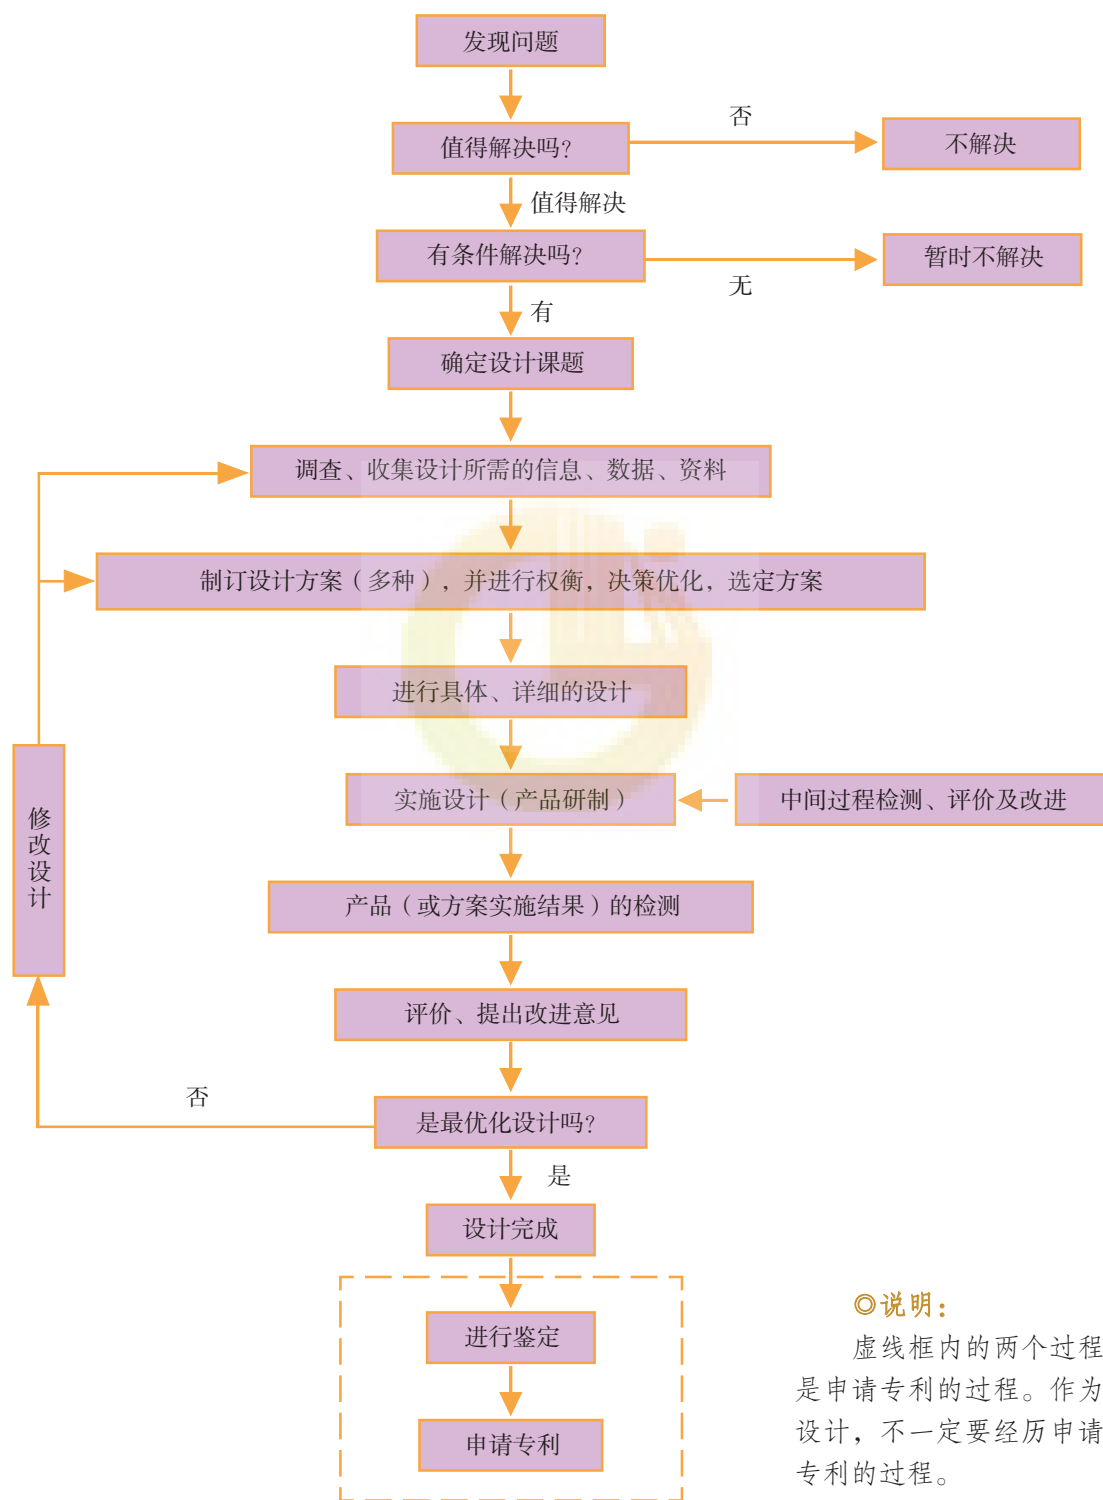 发现问题
否
值得解决吗？
不解决
值得解决
有条件解决吗？
暂时不解决
无
有
确定设计课题
调查、收集设计所需的信息、数据、资料
制订设计方案（多种），并进行权衡，决策优化，选定方案
进行具体、详细的设计
实施设计（产品研制）
中间过程检测、评价及改进
修改设计
产品（或方案实施结果）的检测
评价、提出改进意见
否
是最优化设计吗？
是
设计完成
进行鉴定
申请专利
◎说明：
虚线框内的两个过程
是申请专利的过程。作为
设计，不一定要经历申请
专利的过程。